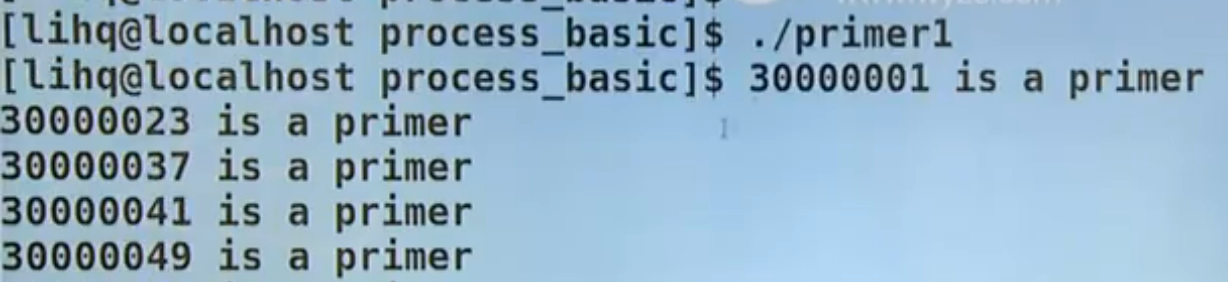 [lihq@localhost process_basic]$ ./primer1
[lihq@localhost process_basic]$ 30000001 is a primer
30000023 is a primer
30000037 is a primer
30000041 is a primer
30000049 is a primer